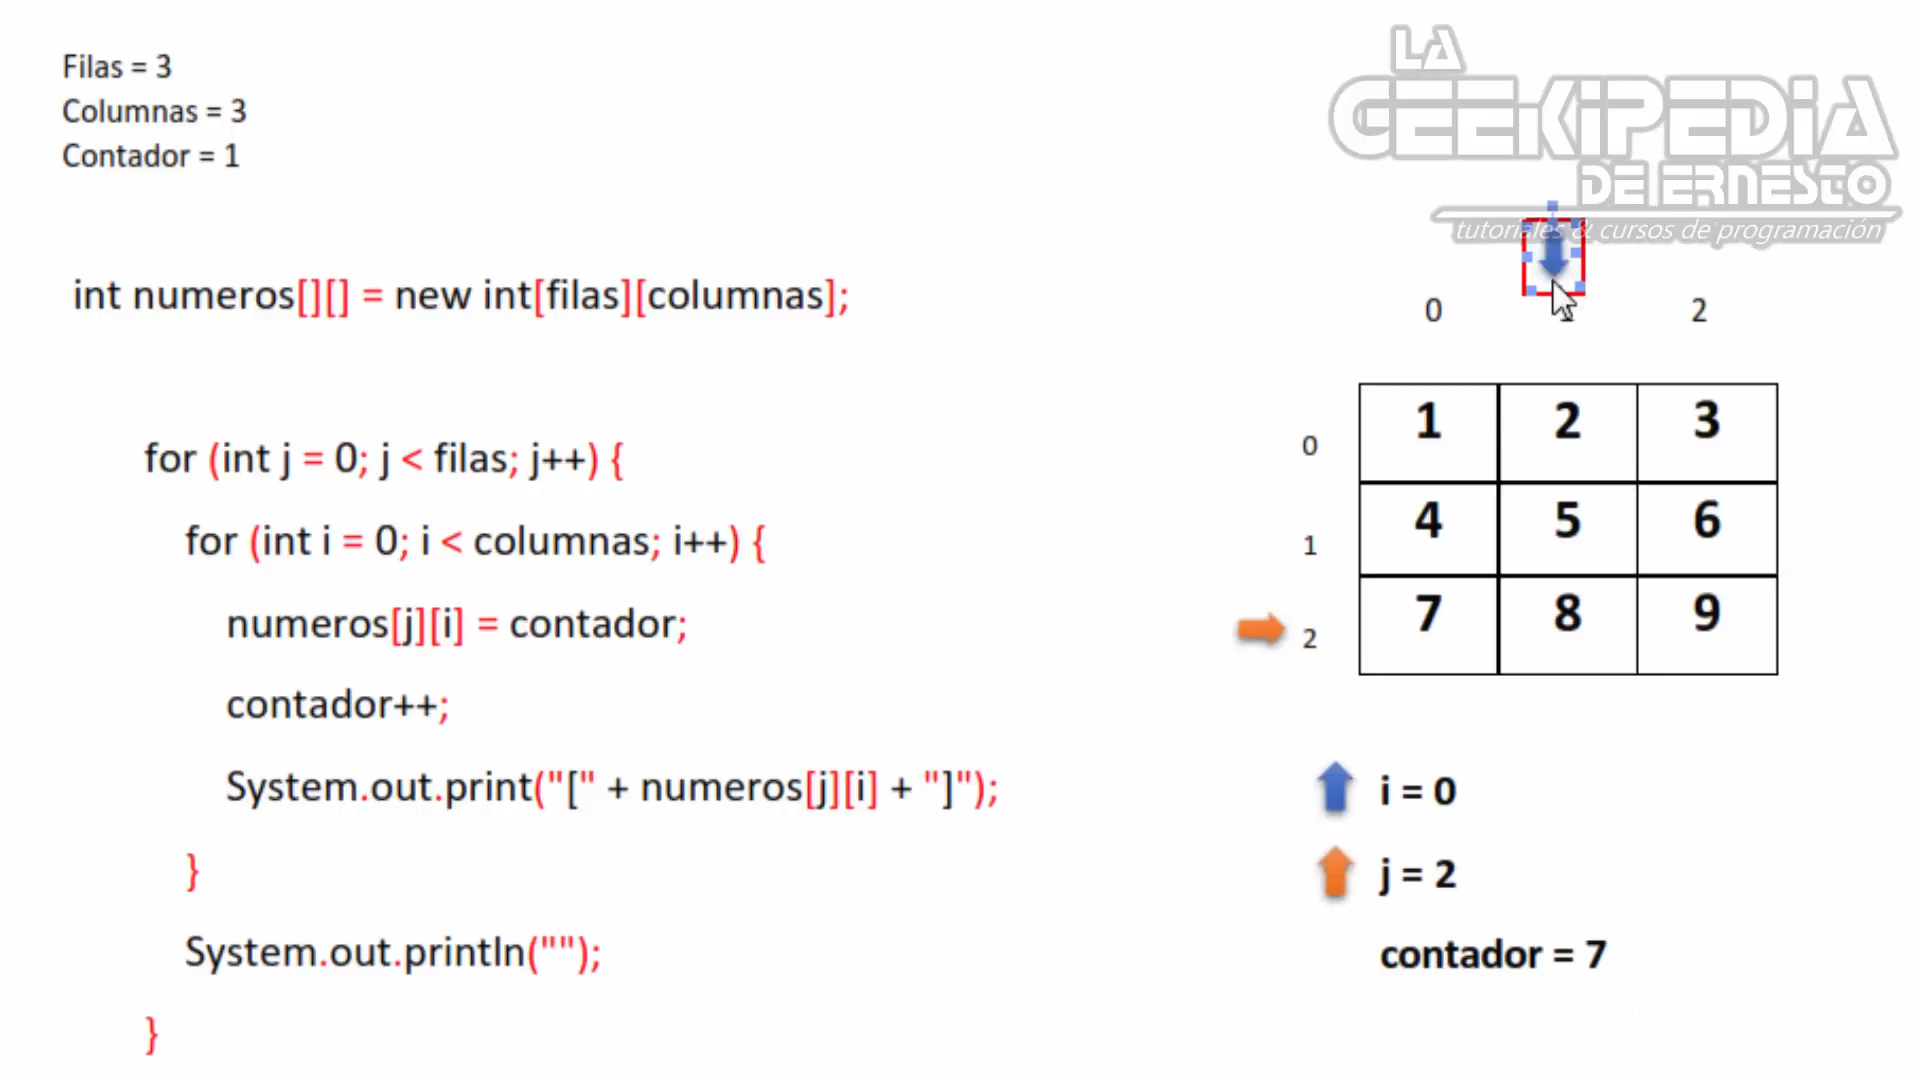 Filas = 3
Columnas = 3
Contador = 1
LA
GEEKIPEDIA
DE ERNESTO
tutoriales & cursos de programación
int numeros[][] = new int[filas][columnas];
for (int j = 0; j < filas; j++) {
for (int i = 0; i < columnas; i++) {
numeros[j][i] = contador;
contador++;
System.out.print("[" + numeros[j][i] + "]");
}
System.out.println("");
}
0 2
0 1 2 3
1 4 5 6
2 7 8 9
i = 0
j = 2
contador = 7